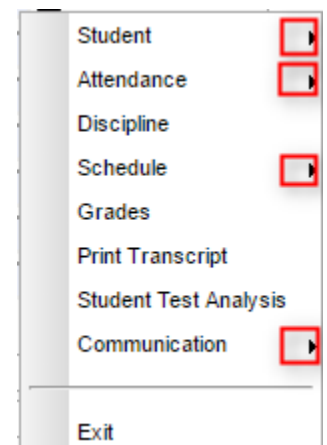 Student
Attendance
Discipline
Schedule
Grades
Print Transcript
Student Test Analysis
Communication
Exit